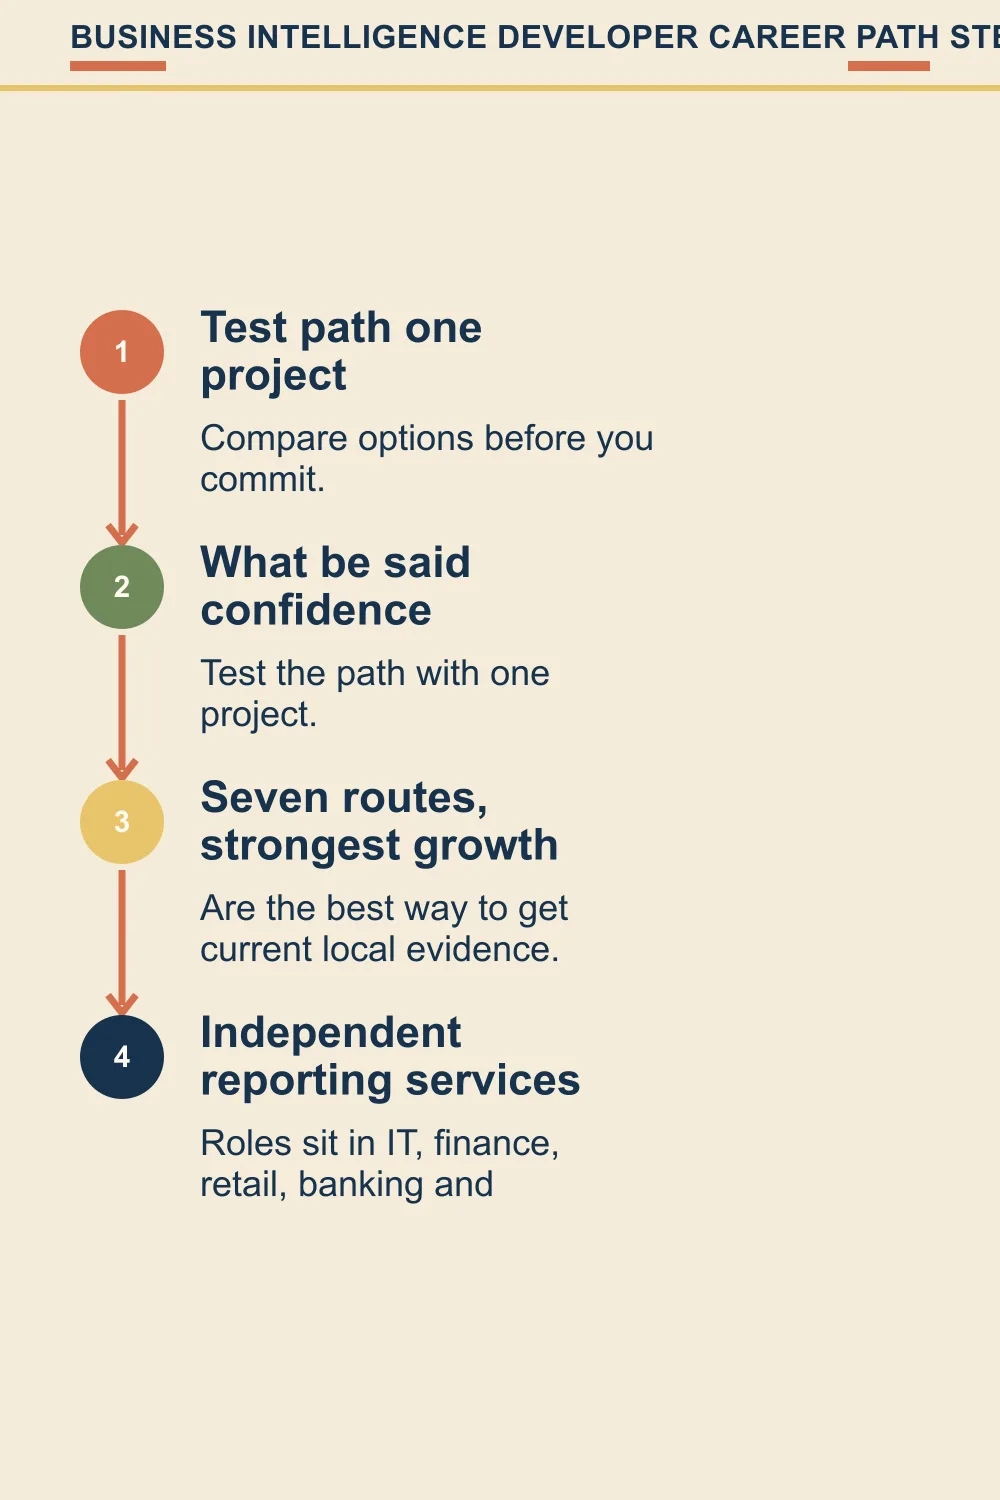 BUSINESS INTELLIGENCE DEVELOPER CAREER PATH STE
1
Test path one
project
Compare options before you
commit.
2
What be said
confidence
Test the path with one
project.
3
Seven routes,
strongest growth
Are the best way to get
current local evidence.
4
Independent
reporting services
Roles sit in IT, finance,
retail, banking and